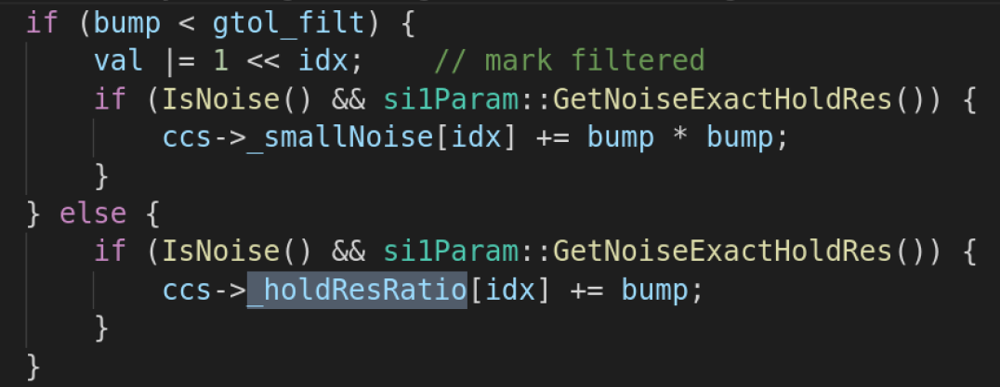 if (bump < gtol_filt) {
    val |= 1 << idx;    // mark filtered
    if (IsNoise() && si1Param::GetNoiseExactHoldRes()) {
        ccs->_smallNoise[idx] += bump * bump;
    }
} else {
    if (IsNoise() && si1Param::GetNoiseExactHoldRes()) {
        ccs->_holdResRatio[idx] += bump;
    }
}